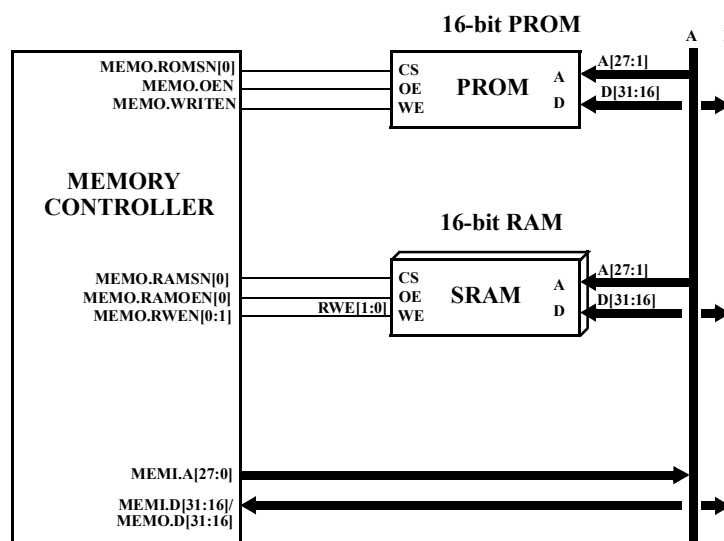 16-bit PROM
A
MEMO.ROMSN[0]
MEMO.OEN
MEMO.WRITEN
CS
OE
WE
PROM
A
D
A[27:1]
D[31:16]
MEMORY
CONTROLLER
16-bit RAM
MEMO.RAMSN[0]
MEMO.RAMOEN[0]
MEMO.RWEN[0:1]
RWE[1:0]
CS
OE
WE
SRAM
A
D
A[27:1]
D[31:16]
MEMI.A[27:0]
MEMI.D[31:16]/
MEMO.D[31:16]